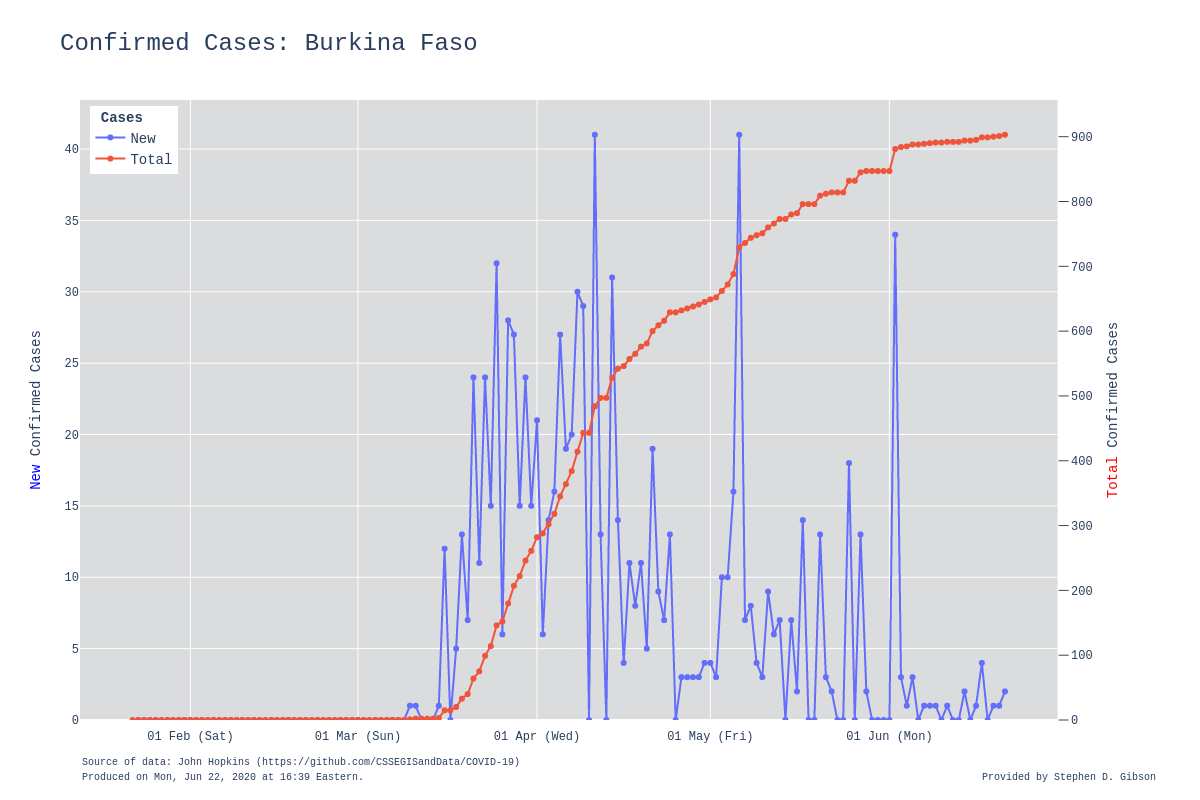 Confirmed Cases: Burkina Faso
Cases
New
Total
40
35
30
25
20
15
10
5
0
900
800
700
600
500
400
300
200
100
0
New Confirmed Cases
Total Confirmed Cases
01 Feb (Sat)
01 Mar (Sun)
01 Apr (Wed)
01 May (Fri)
01 Jun (Mon)
Source of data: John Hopkins (https://github.com/CSSEGISandData/COVID-19)
Produced on Mon, Jun 22, 2020 at 16:39 Eastern.
Provided by Stephen D. Gibson